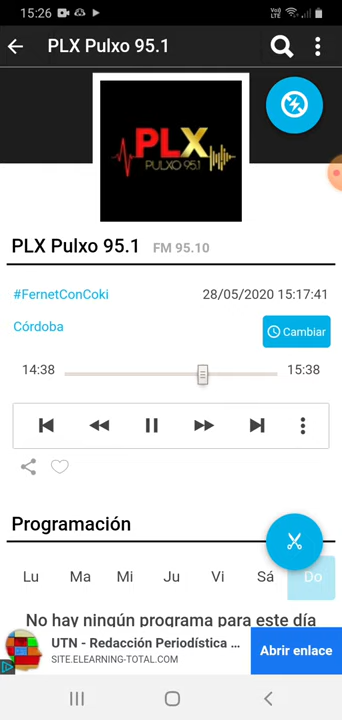 15:26
Vo))
LTE
PLX Pulxo 95.1
PLX
PULXO 95.1
PLX Pulxo 95.1 FM 95.10
#FernetConCoki 28/05/2020 15:17:41
Córdoba Cambiar
14:38 15:38
Programación
Lu Ma Mi Ju Vi Sá Do
No hay ningún programa para este día
UTN - Redacción Periodística ...
SITE.ELEARNING-TOTAL.COM
Abrir enlace